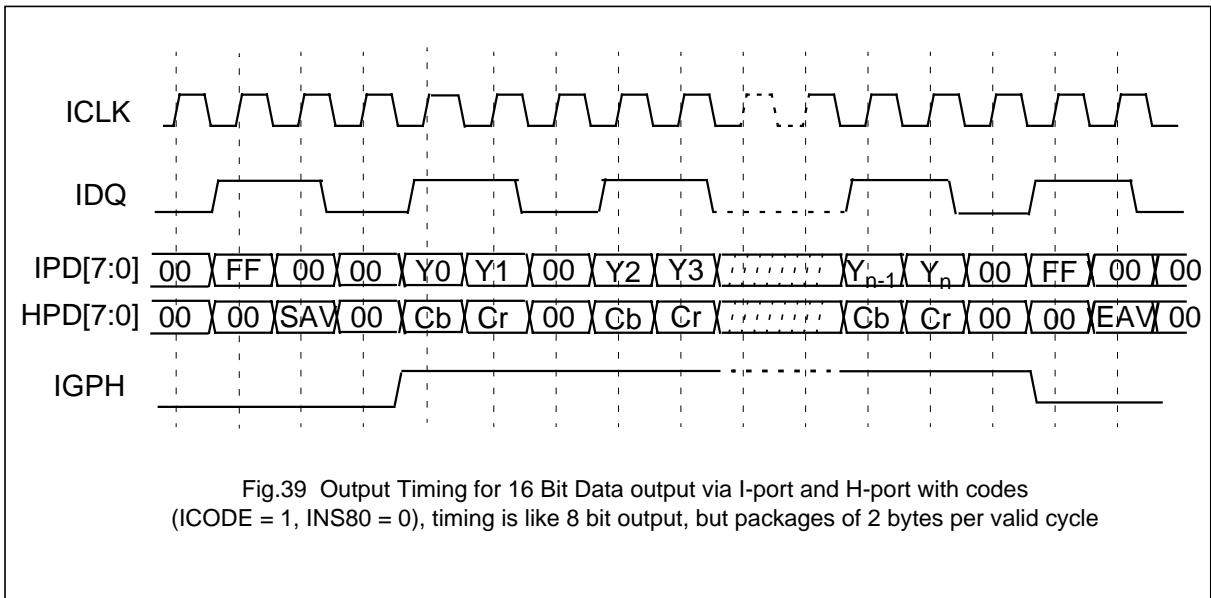 ICLK
IDQ
IPD[7:0] 00 FF 00 00 Y0 Y1 00 Y2 Y3 Yn-1 Yn 00 FF 00 00
HPD[7:0] 00 00 SAV 00 Cb Cr 00 Cb Cr Cb Cr 00 00 EAV 00
IGPH
Fig.39 Output Timing for 16 Bit Data output via I-port and H-port with codes
(ICODE = 1, INS80 = 0), timing is like 8 bit output, but packages of 2 bytes per valid cycle